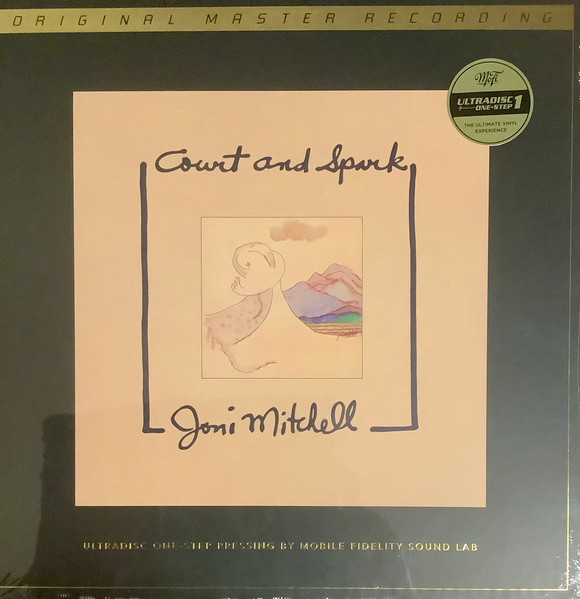 ORIGINAL MASTER RECORDING
MoFi
ULTRADISC
ONE-STEP 1
THE ULTIMATE VINYL
EXPERIENCE
Court and Spark
Joni Mitchell
ULTRADISC ONE-STEP PRESSING BY MOBILE FIDELITY SOUND LAB